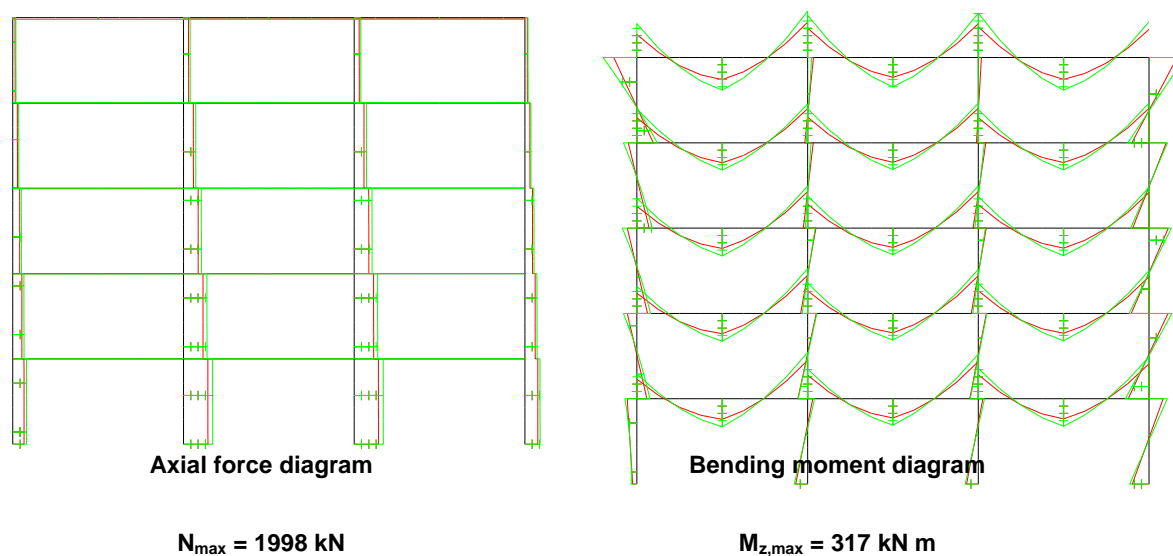 Axial force diagram
Bending moment diagram
Nmax = 1998 kN
Mz,max = 317 kN m